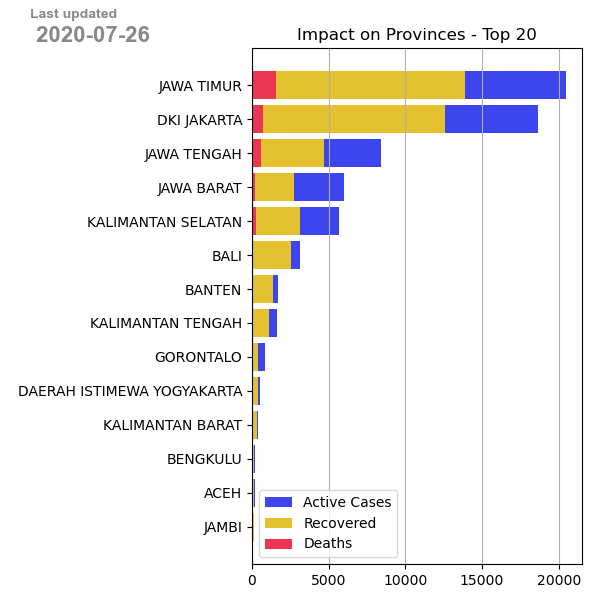 Last updated
2020-07-26
Impact on Provinces - Top 20
JAWA TIMUR
DKI JAKARTA
JAWA TENGAH
JAWA BARAT
KALIMANTAN SELATAN
BALI
BANTEN
KALIMANTAN TENGAH
GORONTALO
DAERAH ISTIMEWA YOGYAKARTA
KALIMANTAN BARAT
BENGKULU
ACEH
JAMBI
Active Cases
Recovered
Deaths
0 5000 10000 15000 20000